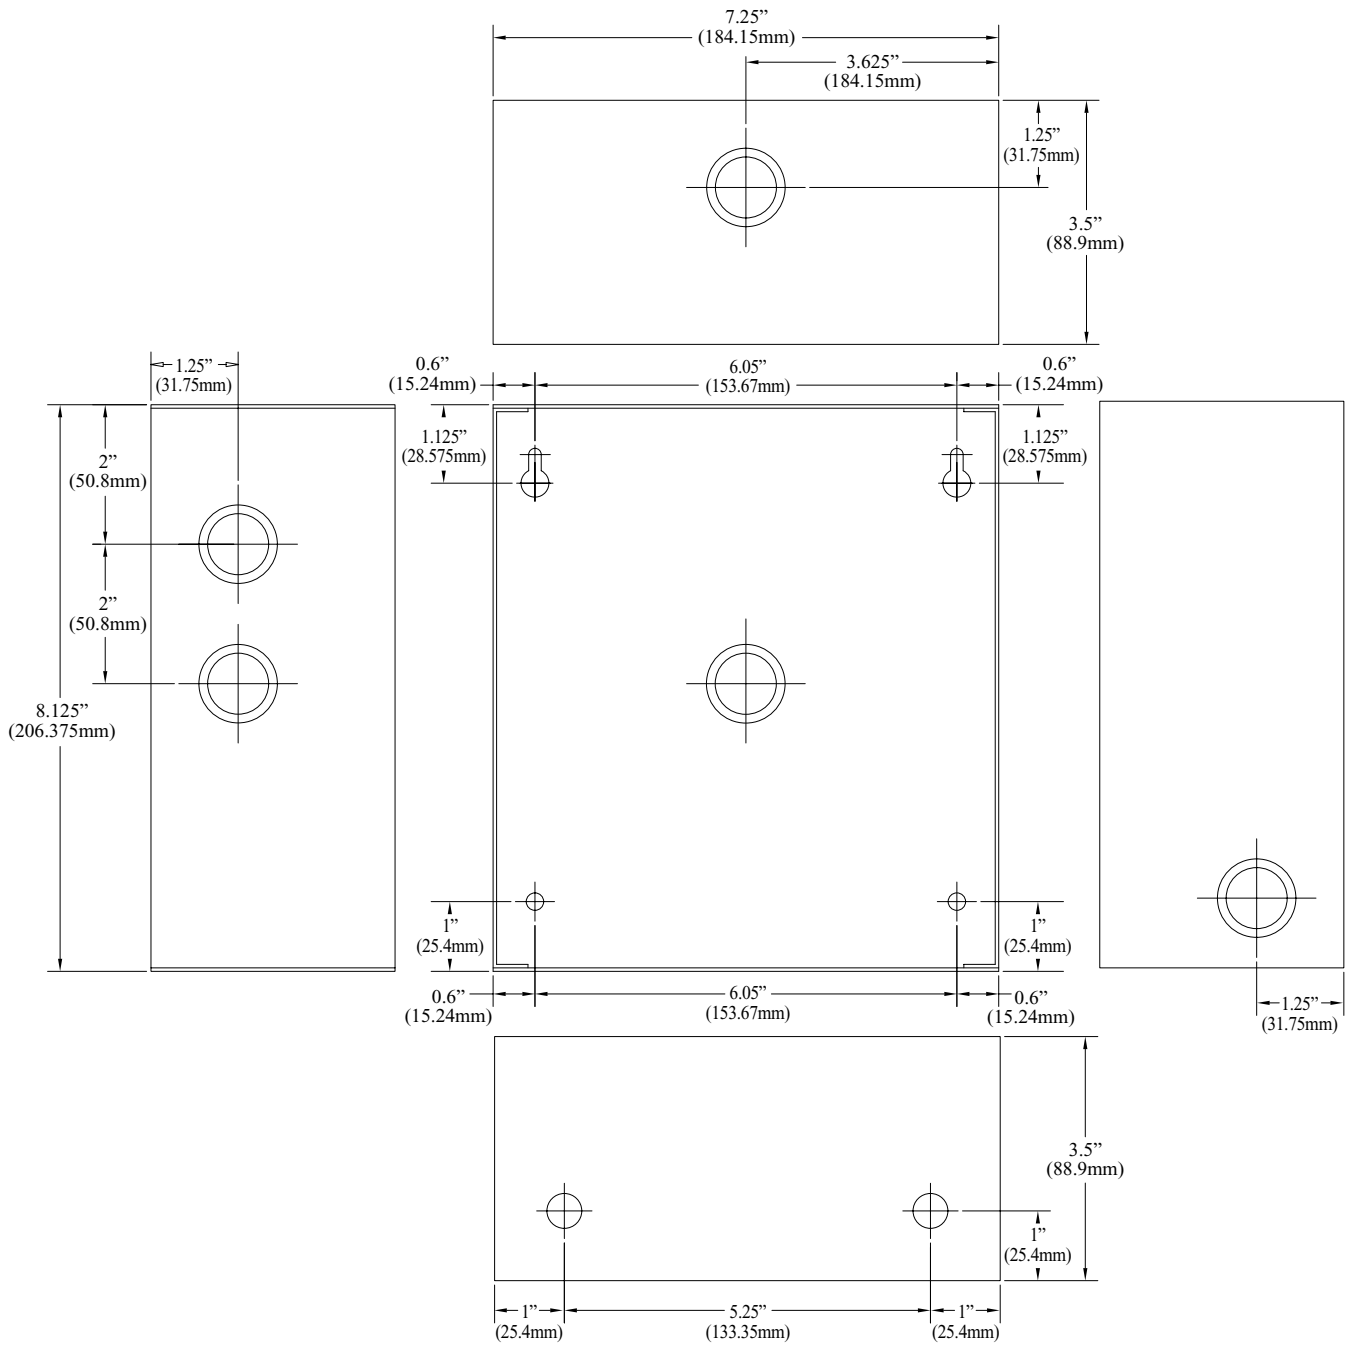 7.25”
(184.15mm)
3.625”
(184.15mm)
1.25”
(31.75mm)
3.5”
(88.9mm)
1.25”
(31.75mm)
0.6”
(15.24mm)
6.05”
(153.67mm)
0.6”
(15.24mm)
2”
(50.8mm)
1.125”
(28.575mm)
1.125”
(28.575mm)
2”
(50.8mm)
8.125”
(206.375mm)
1”
(25.4mm)
1”
(25.4mm)
0.6”
(15.24mm)
6.05”
(153.67mm)
0.6”
(15.24mm)
1.25”
(31.75mm)
3.5”
(88.9mm)
1”
(25.4mm)
1”
(25.4mm)
5.25”
(133.35mm)
1”
(25.4mm)